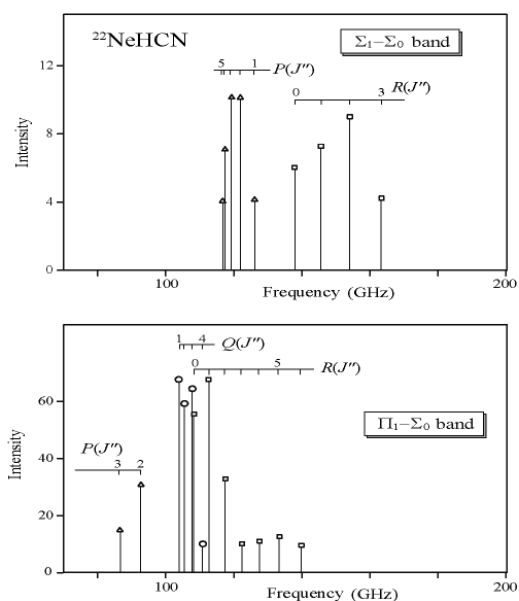 ²²NeHCN
Σ₁−Σ₀ band
5 1 P(J″)
0 3 R(J″)
12
8
4
0
Intensity
100 200
Frequency (GHz)
1 4 Q(J″)
0 5 R(J″)
Π₁−Σ₀ band
P(J″)
3 2
60
40
20
0
Intensity
100 200
Frequency (GHz)